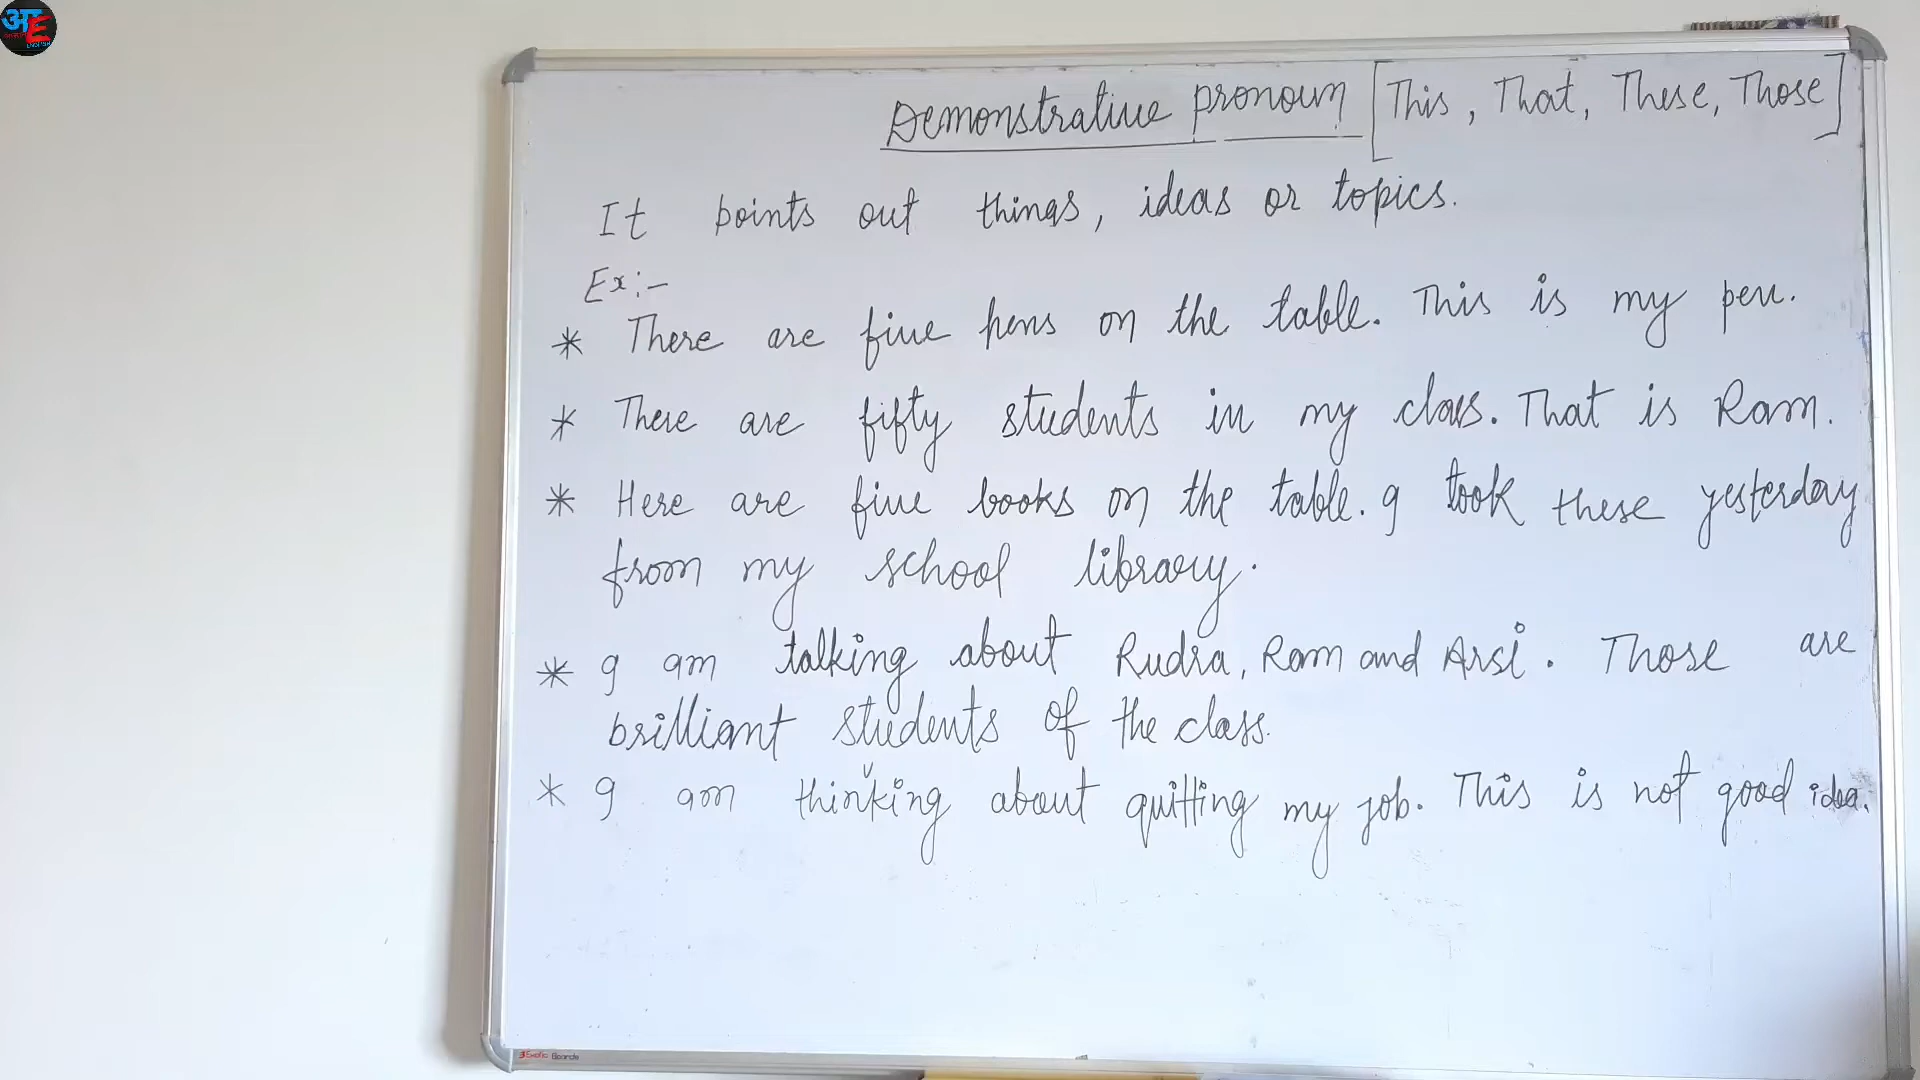 अ E
ENGLISH
Demonstrative pronoun [This, That, These, Those]
It points out things, ideas or topics.
Ex:-
* There are five pens on the table. This is my pen.
* There are fifty students in my class. That is Ram.
* Here are five books on the table. I took these yesterday
from my school library.
* I am talking about Rudra, Ram and Arsi. Those are
brilliant students of the class.
* I am thinking about quitting my job. This is not good idea.
Exotic Boards